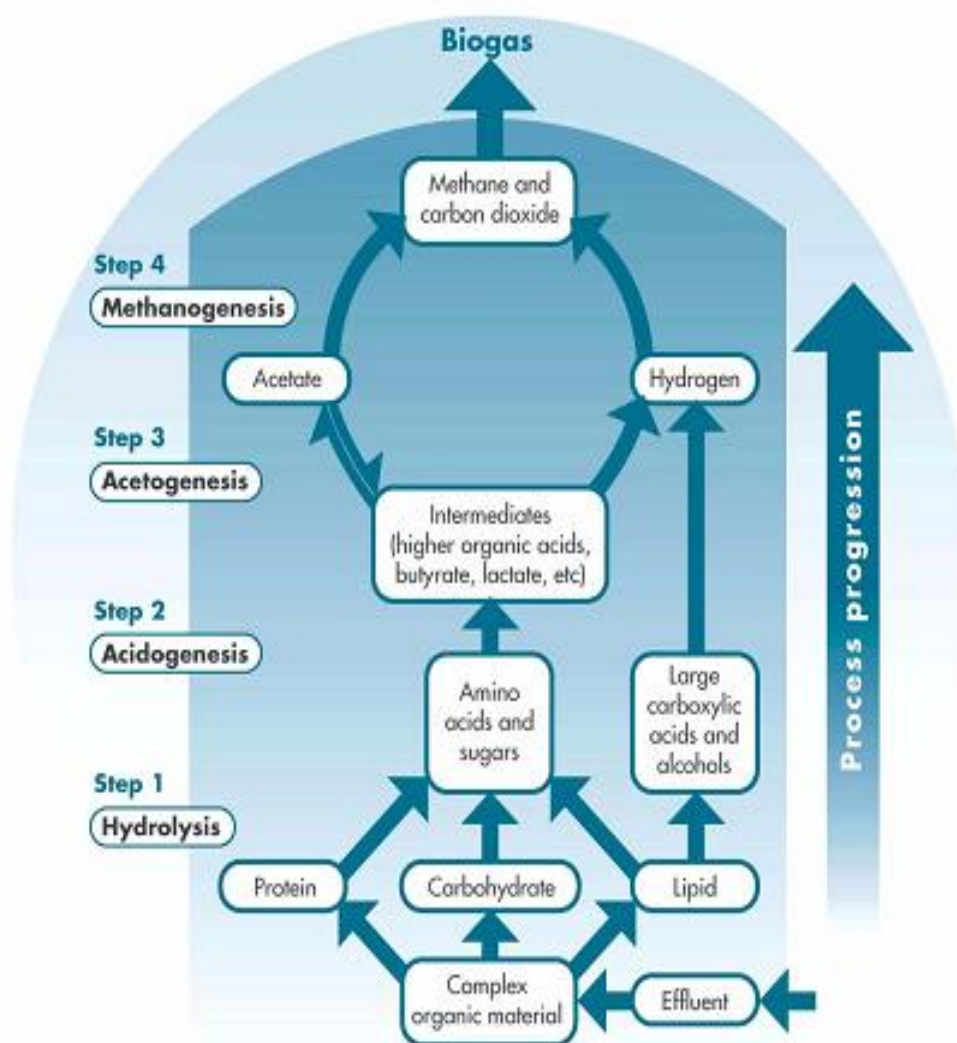 Biogas
Methane and
carbon dioxide
Step 4
Methanogenesis
Acetate
Hydrogen
Step 3
Acetogenesis
Intermediates
(higher organic acids,
butyrate, lactate, etc)
Step 2
Acidogenesis
Amino
acids and
sugars
Large
carboxylic
acids and
alcohols
Step 1
Hydrolysis
Protein
Carbohydrate
Lipid
Complex
organic material
Effluent
Process progression